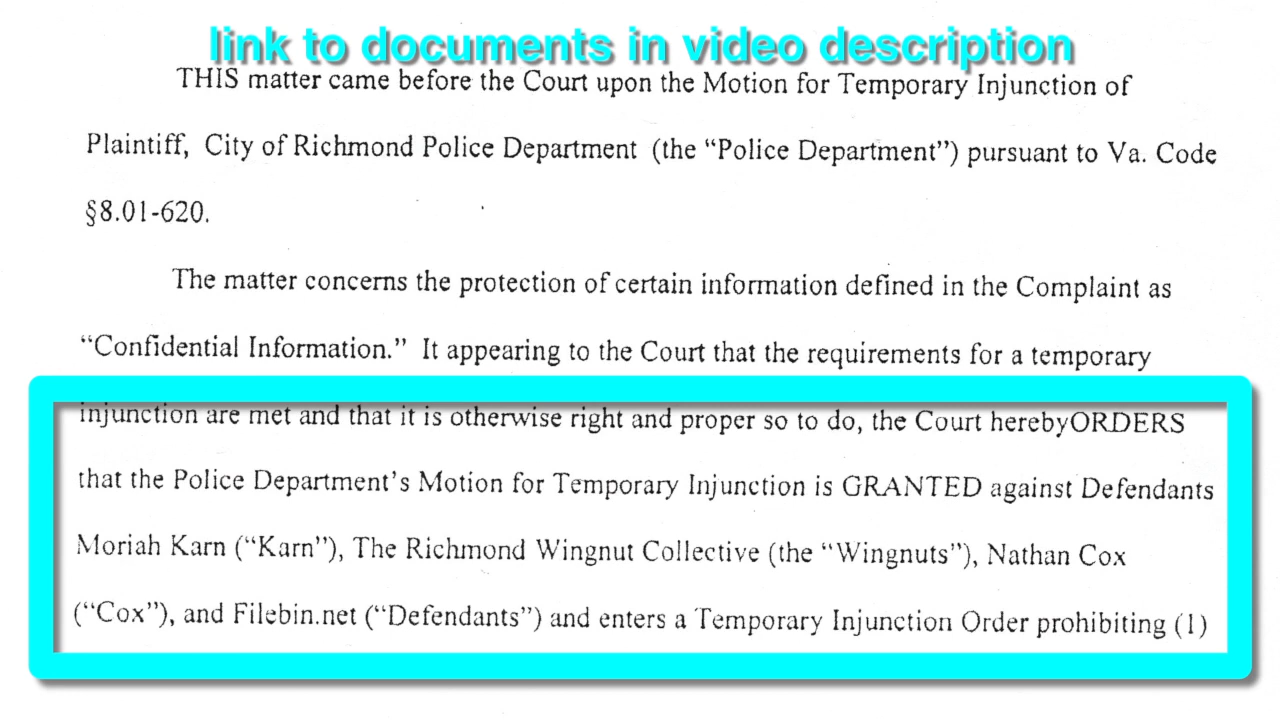 link to documents in video description
THIS matter came before the Court upon the Motion for Temporary Injunction of
Plaintiff, City of Richmond Police Department (the “Police Department”) pursuant to Va. Code
§8.01-620.
The matter concerns the protection of certain information defined in the Complaint as
“Confidential Information.” It appearing to the Court that the requirements for a temporary
injunction are met and that it is otherwise right and proper so to do, the Court herebyORDERS
that the Police Department’s Motion for Temporary Injunction is GRANTED against Defendants
Moriah Karn (“Karn”), The Richmond Wingnut Collective (the “Wingnuts”), Nathan Cox
(“Cox”), and Filebin.net (“Defendants”) and enters a Temporary Injunction Order prohibiting (1)